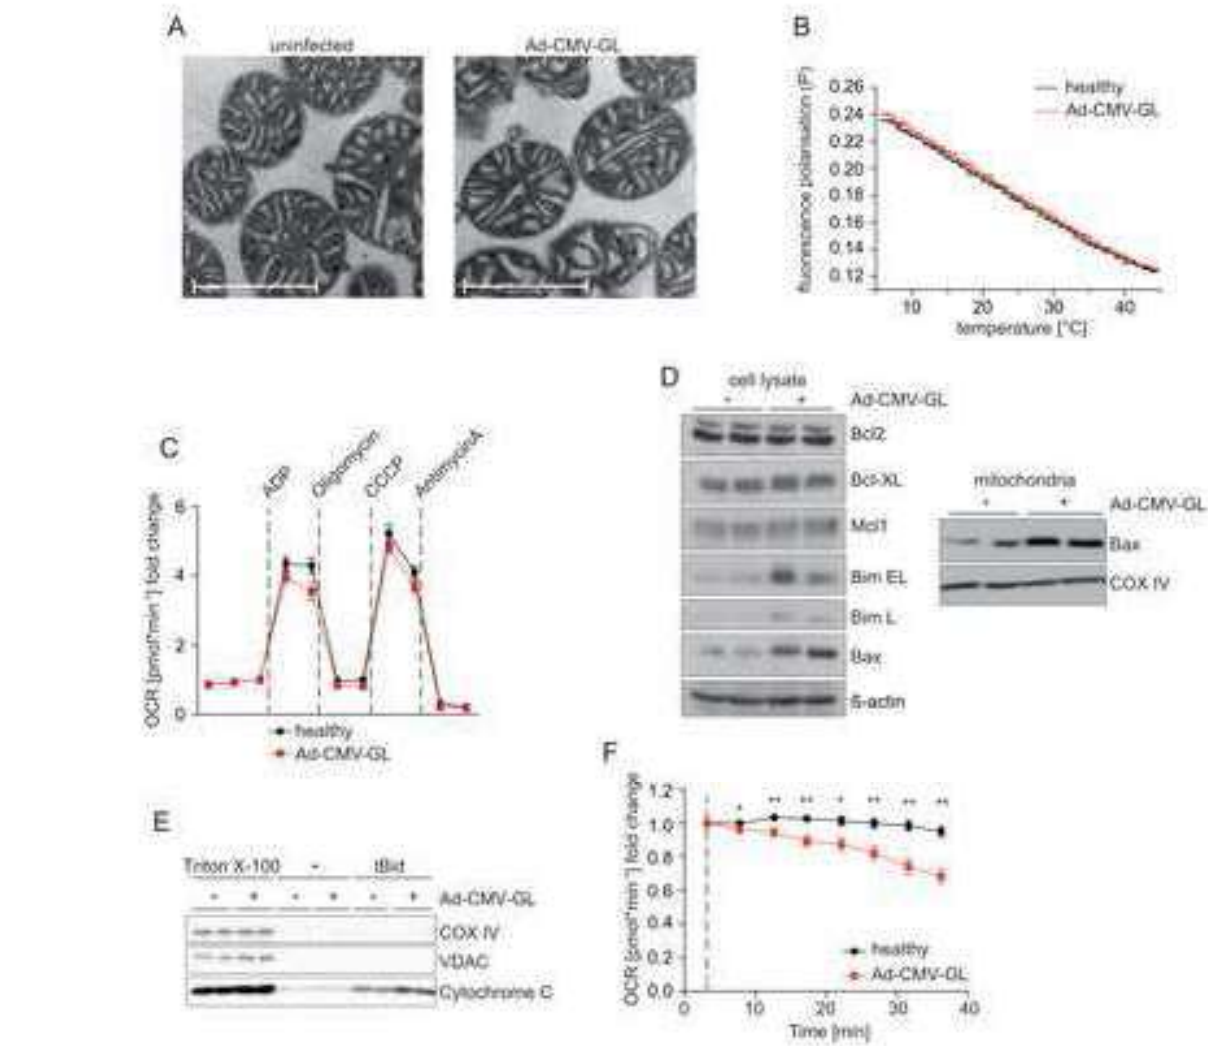 A
uninfected
Ad-CMV-GL
B
fluorescence polarisation (P)
0.26
0.24
0.22
0.20
0.18
0.16
0.14
0.12
healthy
Ad-CMV-GL
10 20 30 40
temperature [°C]
C
ADP
Oligomycin
CCCP
AntimycinA
OCR [pmol*min⁻¹] fold change
6
4
2
0
healthy
Ad-CMV-GL
D
cell lysate
- + Ad-CMV-GL
Bcl2
Bcl-XL
Mcl1
Bim EL
Bim L
Bax
ß-actin
mitochondria
- + Ad-CMV-GL
Bax
COX IV
E
Triton X-100 - tBid
- + - + - + Ad-CMV-GL
COX IV
VDAC
Cytochrome C
F
OCR [pmol*min⁻¹] fold change
1.2
1.0
0.8
0.6
0.4
0.2
0.0
* ** ** * ** ** **
healthy
Ad-CMV-GL
0 10 20 30 40
Time [min]